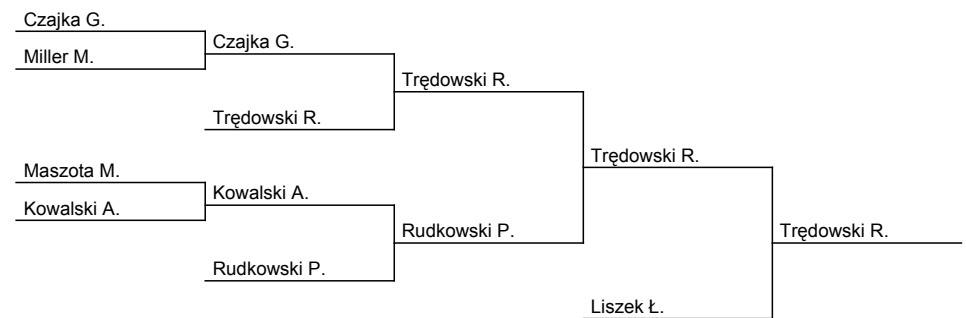 Czajka G.
Czajka G.
Miller M.
Trędowski R.
Trędowski R.
Trędowski R.
Maszota M.
Kowalski A.
Kowalski A.
Rudkowski P.
Trędowski R.
Rudkowski P.
Liszek Ł.